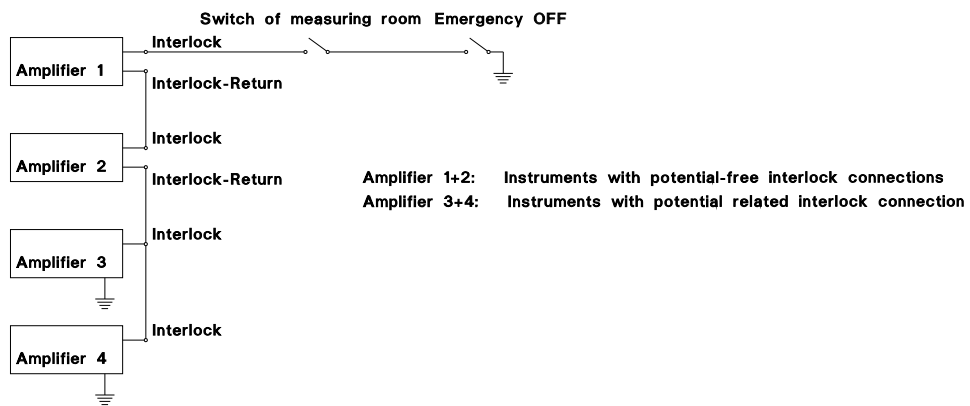 Switch of measuring room Emergency OFF
Interlock
Amplifier 1
Interlock-Return
Interlock
Amplifier 2
Interlock-Return
Amplifier 1+2: Instruments with potential-free interlock connections
Amplifier 3+4: Instruments with potential related interlock connection
Interlock
Amplifier 3
Interlock
Amplifier 4